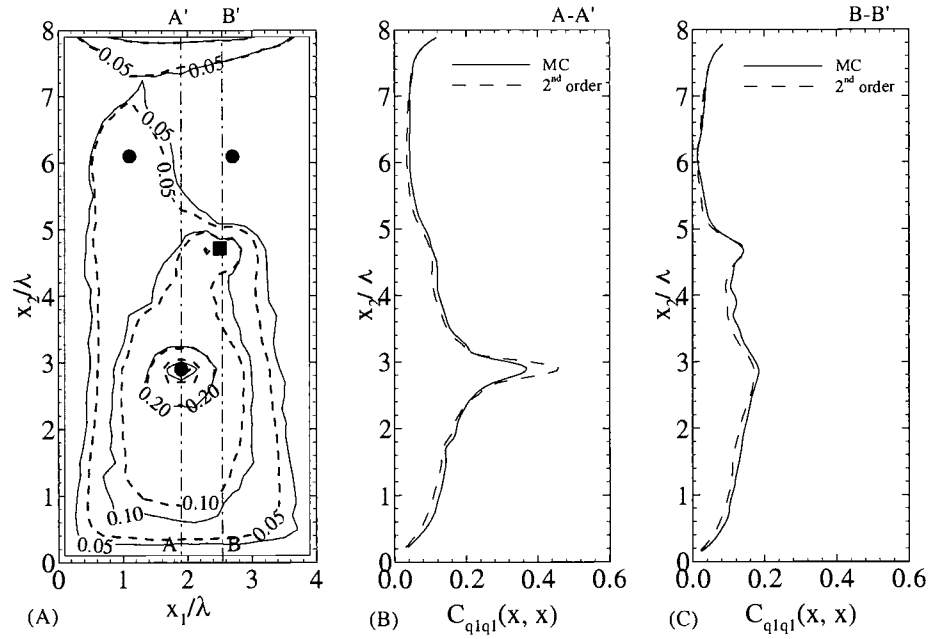 A' B'
8
7
6
5
4
3
2
1
0
x2/λ
0.05 0.05
0.05
0.05
0.20 0.20
0.10 0.10
0.05 0.05
A B
0 1 2 3 4
(A) x1/λ
A-A'
MC
2nd order
8
7
6
5
4
3
2
1
0
x2/λ
0.0 0.2 0.4 0.6
(B) Cq1q1(x, x)
B-B'
MC
2nd order
8
7
6
5
4
3
2
1
0
x2/λ
0.0 0.2 0.4 0.6
(C) Cq1q1(x, x)